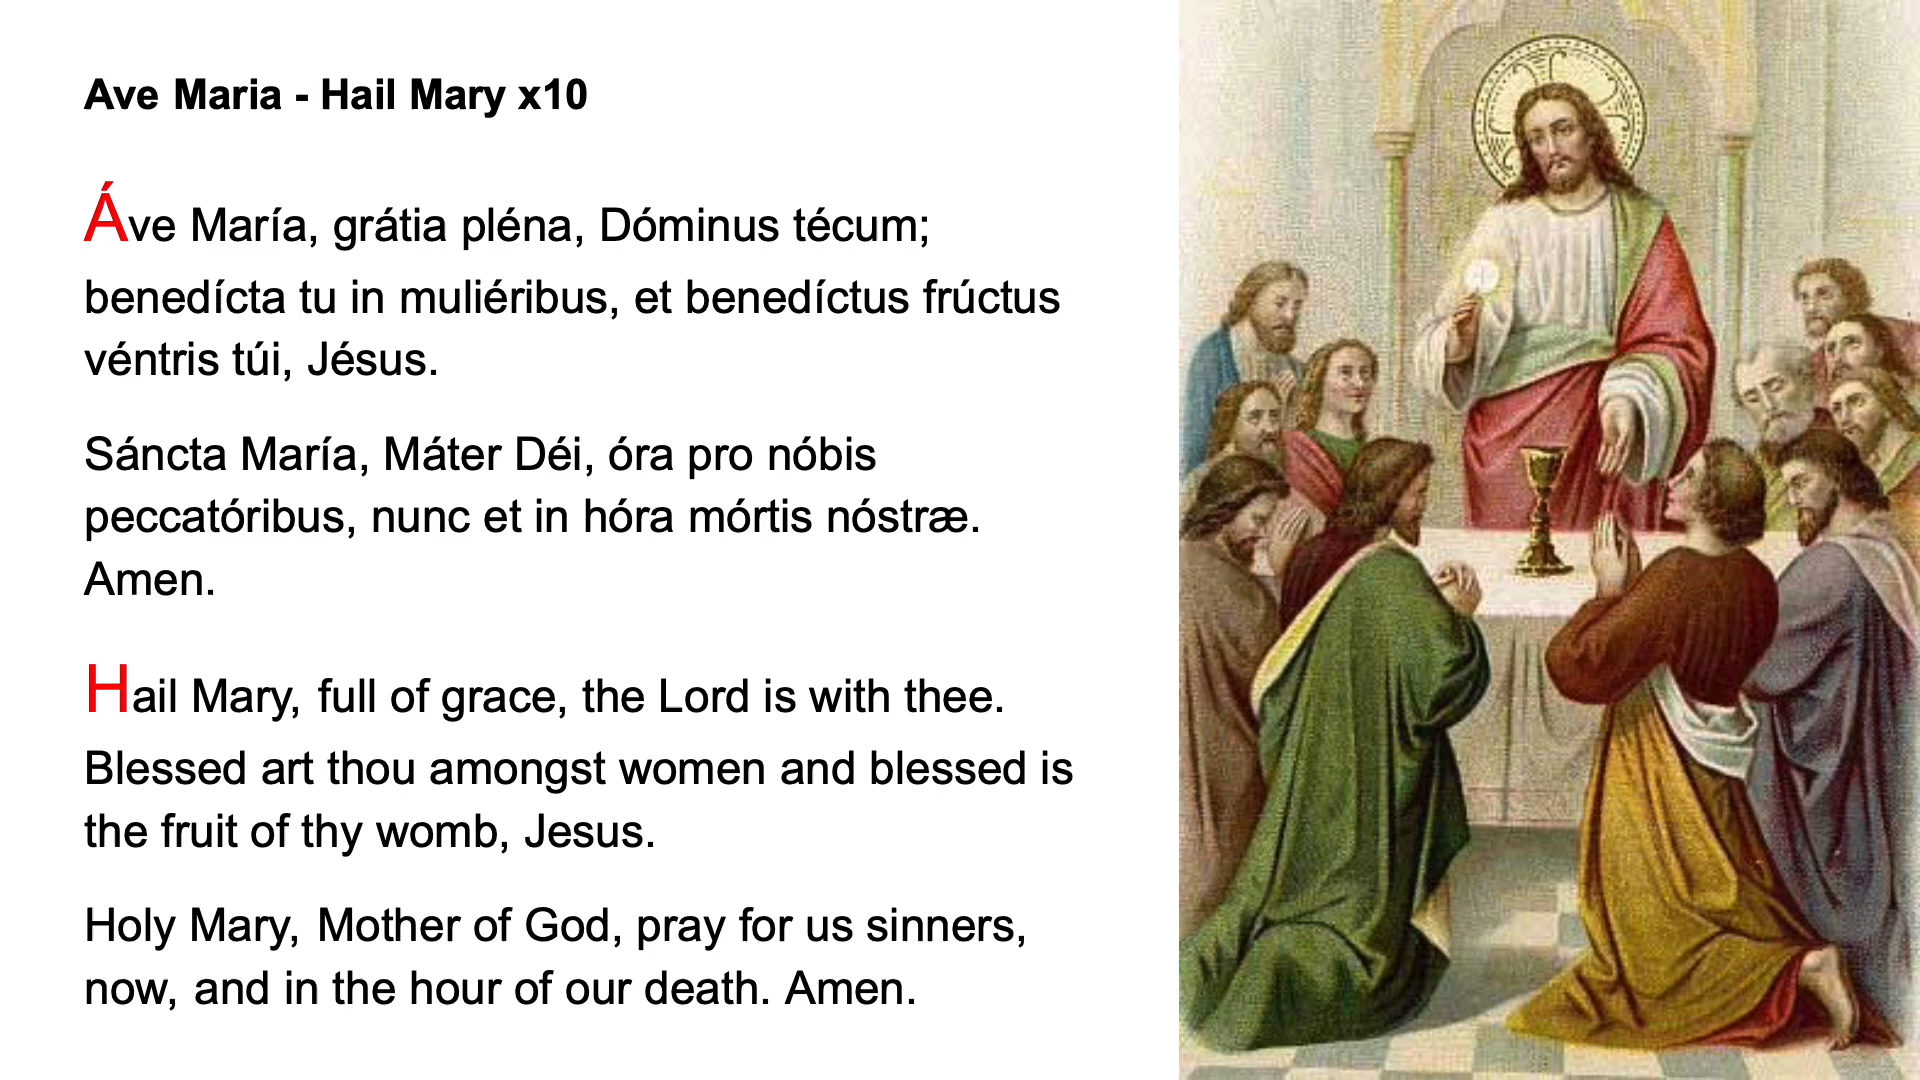 Ave Maria - Hail Mary x10
Áve María, grátia pléna, Dóminus técum;
benedícta tu in muliéribus, et benedíctus frúctus
véntris túi, Jésus.
Sáncta María, Máter Déi, óra pro nóbis
peccatóribus, nunc et in hóra mórtis nóstræ.
Amen.
Hail Mary, full of grace, the Lord is with thee.
Blessed art thou amongst women and blessed is
the fruit of thy womb, Jesus.
Holy Mary, Mother of God, pray for us sinners,
now, and in the hour of our death. Amen.